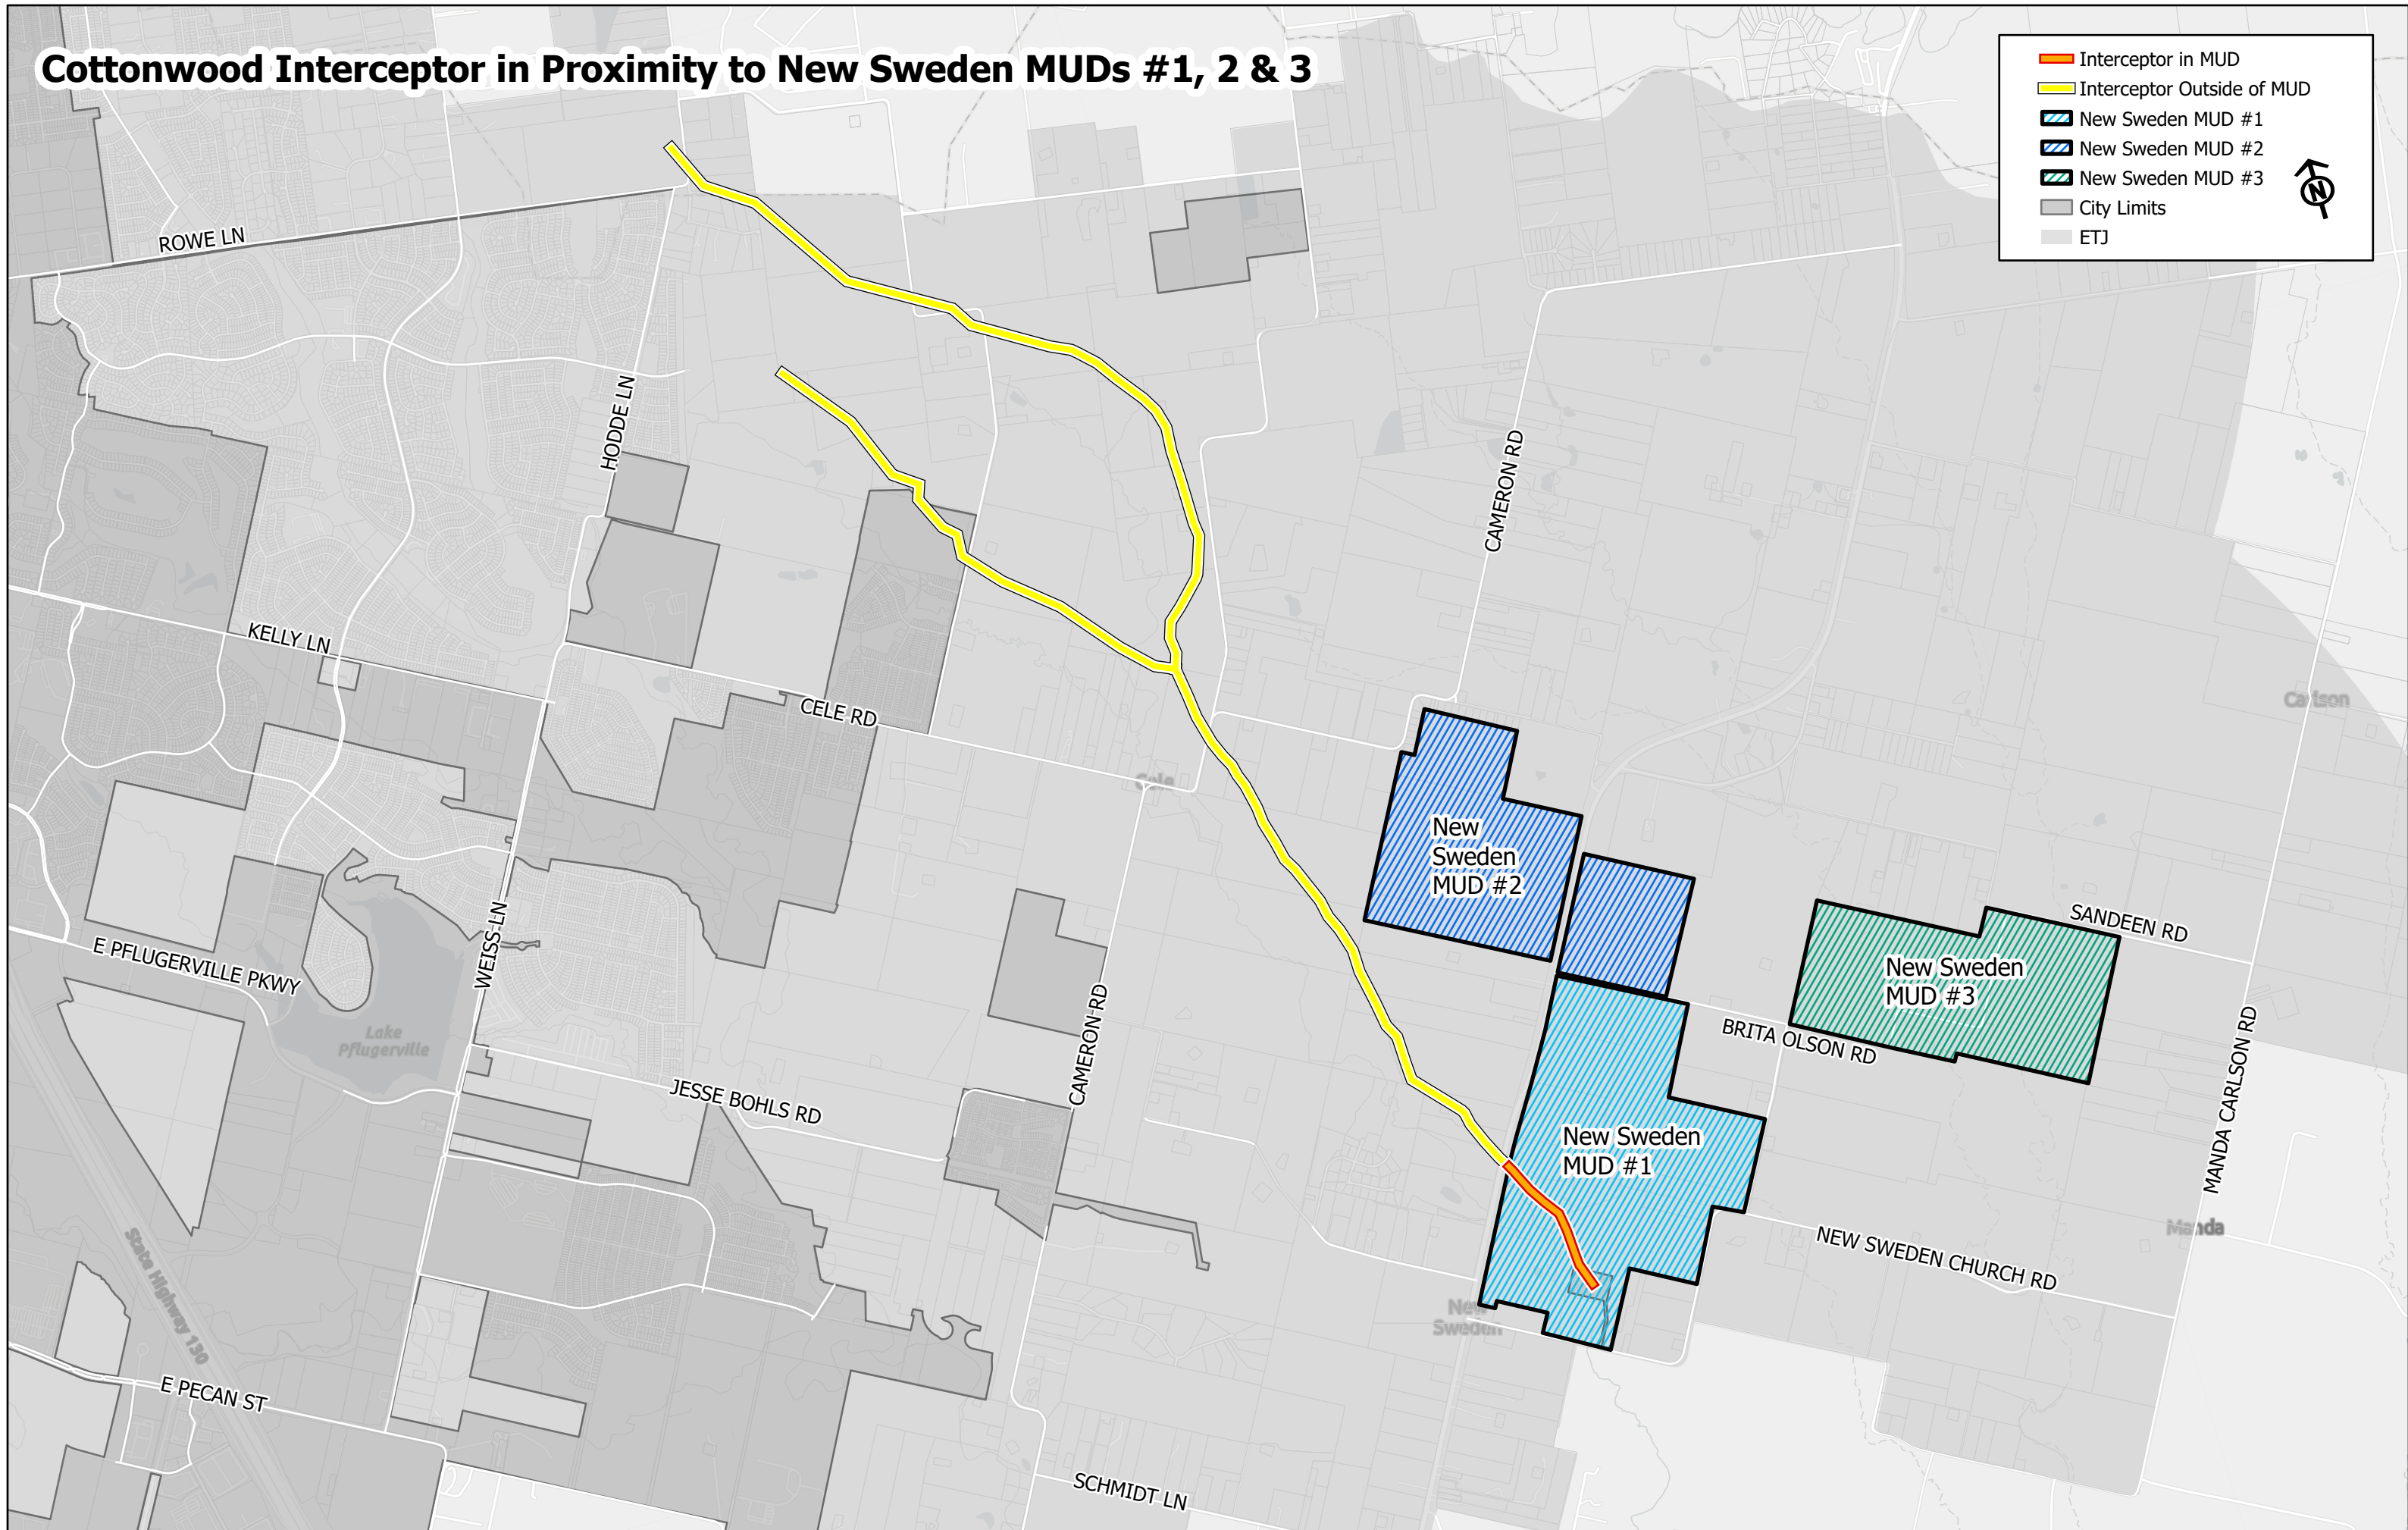 Cottonwood Interceptor in Proximity to New Sweden MUDs #1, 2 & 3
Interceptor in MUD
Interceptor Outside of MUD
New Sweden MUD #1
New Sweden MUD #2
New Sweden MUD #3
City Limits
ETJ
N
ROWE LN
HODDE LN
CAMERON RD
KELLY LN
CELE RD
Carlson
Cele
New
Sweden
MUD #2
WEISS LN
E PFLUGERVILLE PKWY
Lake
Pflugerville
SANDEEN RD
New Sweden
MUD #3
BRITA OLSON RD
CAMERON RD
JESSE BOHLS RD
MANDA CARLSON RD
New Sweden
MUD #1
Manda
NEW SWEDEN CHURCH RD
State Highway 130
New
Sweden
E PECAN ST
SCHMIDT LN